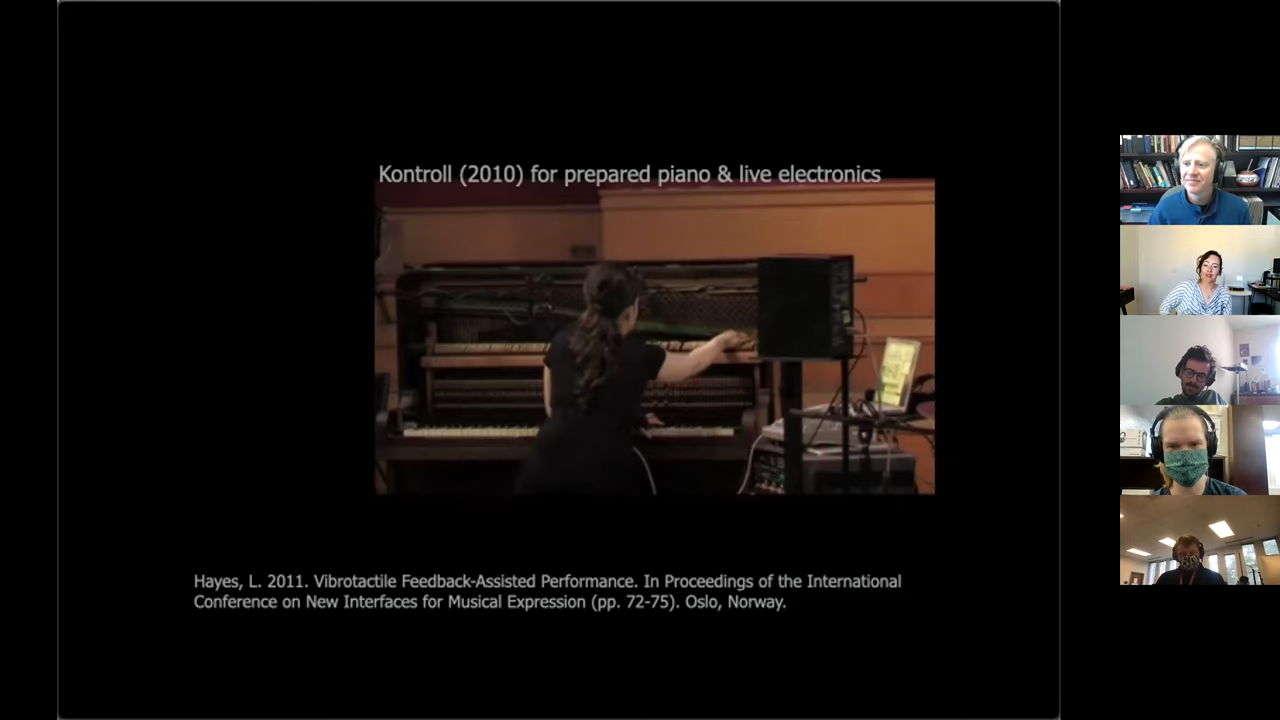 Kontroll (2010) for prepared piano & live electronics
Hayes, L. 2011. Vibrotactile Feedback-Assisted Performance. In Proceedings of the International
Conference on New Interfaces for Musical Expression (pp. 72-75). Oslo, Norway.